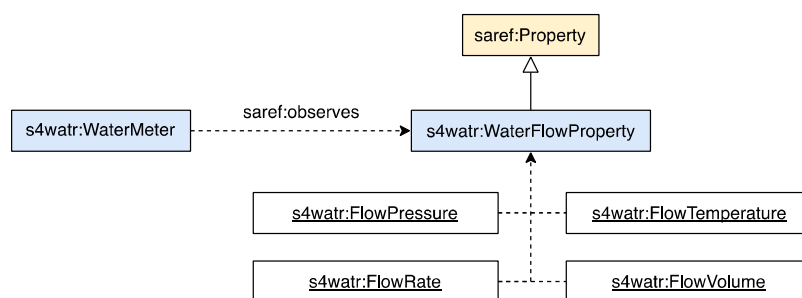 saref:Property
saref:observes
s4watr:WaterMeter
s4watr:WaterFlowProperty
s4watr:FlowPressure
s4watr:FlowTemperature
s4watr:FlowRate
s4watr:FlowVolume